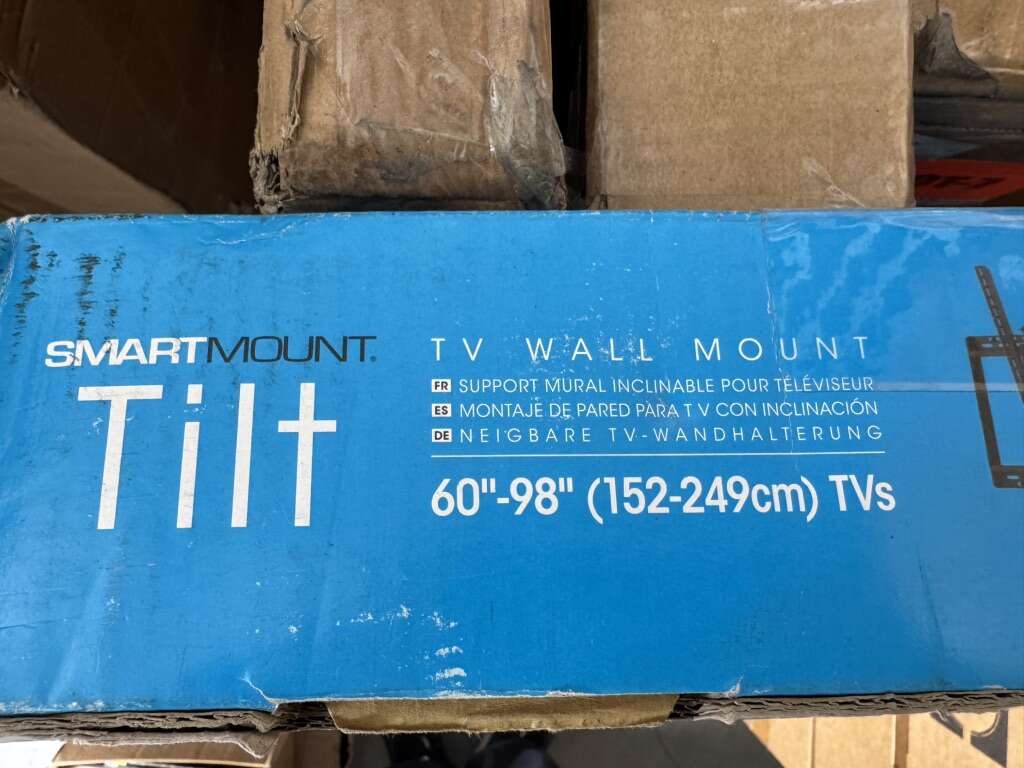 SMARTMOUNT®
Tilt
TV WALL MOUNT
FR SUPPORT MURAL INCLINABLE POUR TÉLÉVISEUR
ES MONTAJE DE PARED PARA TV CON INCLINACIÓN
DE NEIGBARE TV-WANDHALTERUNG
60"-98" (152-249cm) TVs